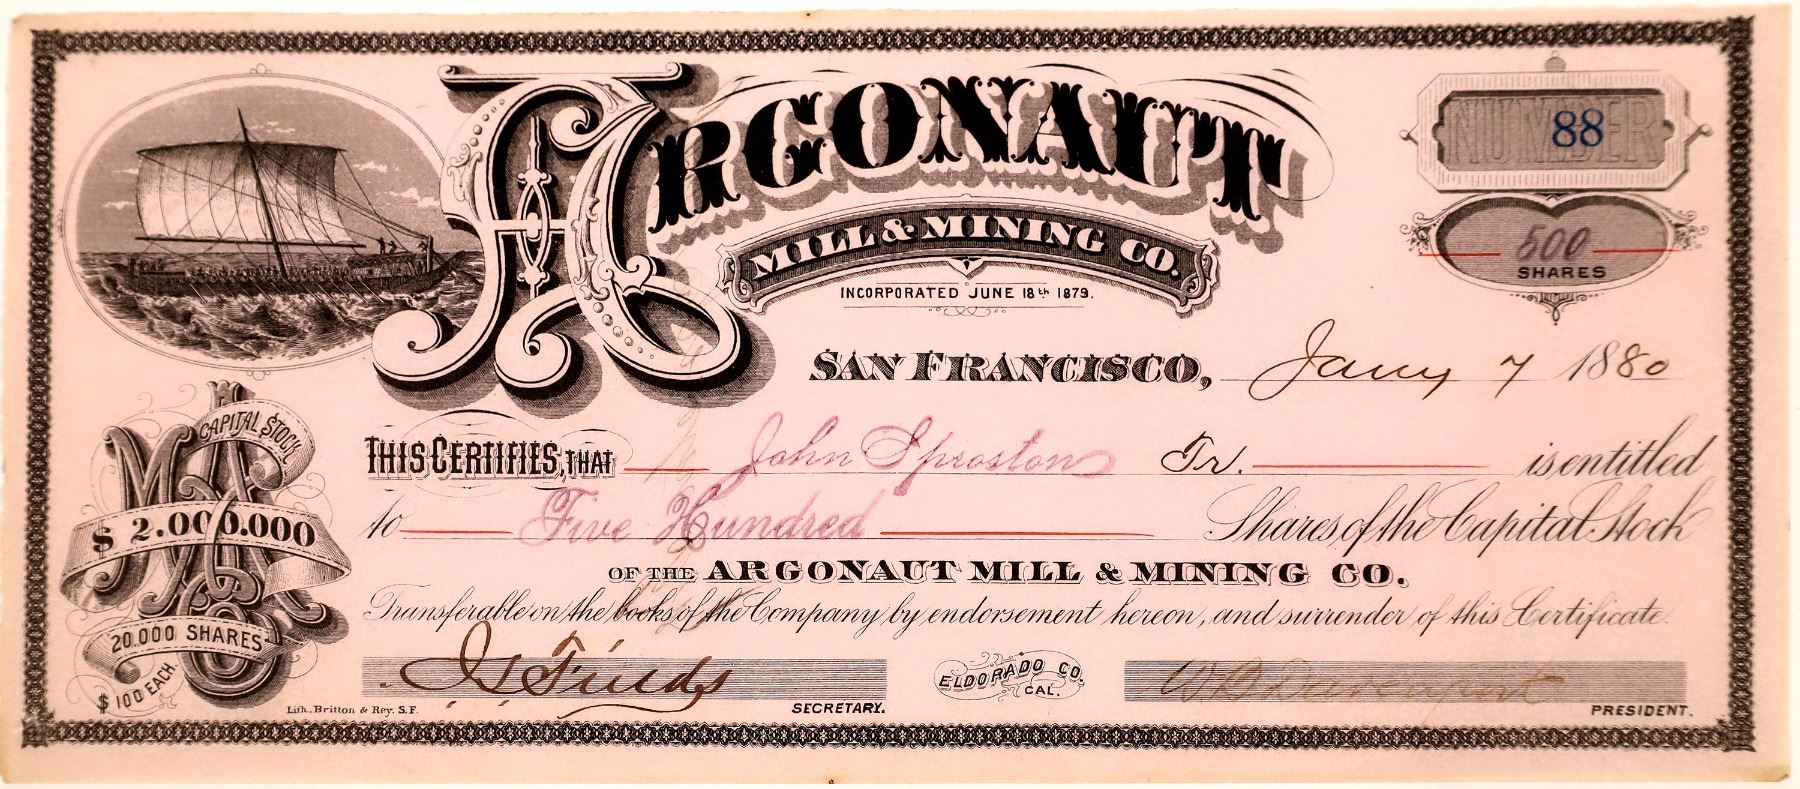 ARGONAUT
NUMBER
88
MILL & MINING CO.
500
SHARES
INCORPORATED JUNE 18th 1879.
SAN FRANCISCO, Jany 7 1880
CAPITAL STOCK
THIS CERTIFIES, THAT John Sproston Tr. is entitled
$ 2.000.000
to Five Hundred Shares of the Capital Stock
OF THE ARGONAUT MILL & MINING CO.
Transferable on the books of the Company by endorsement hereon, and surrender of this Certificate.
20.000 SHARES
$ 100 EACH.
ELDORADO CO.
CAL.
W B Davenport
Lith. Britton & Rey. S.F.
SECRETARY.
PRESIDENT.